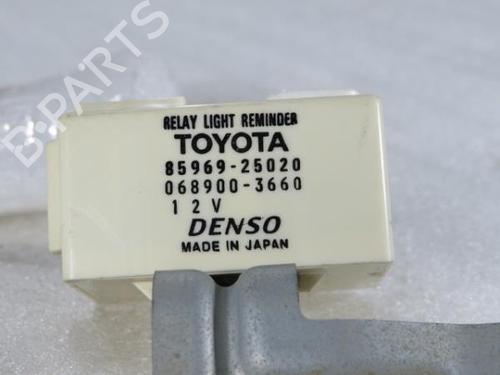 B-PARTS
RELAY LIGHT REMINDER
TOYOTA
85969-25020
068900-3660
12V
DENSO
MADE IN JAPAN